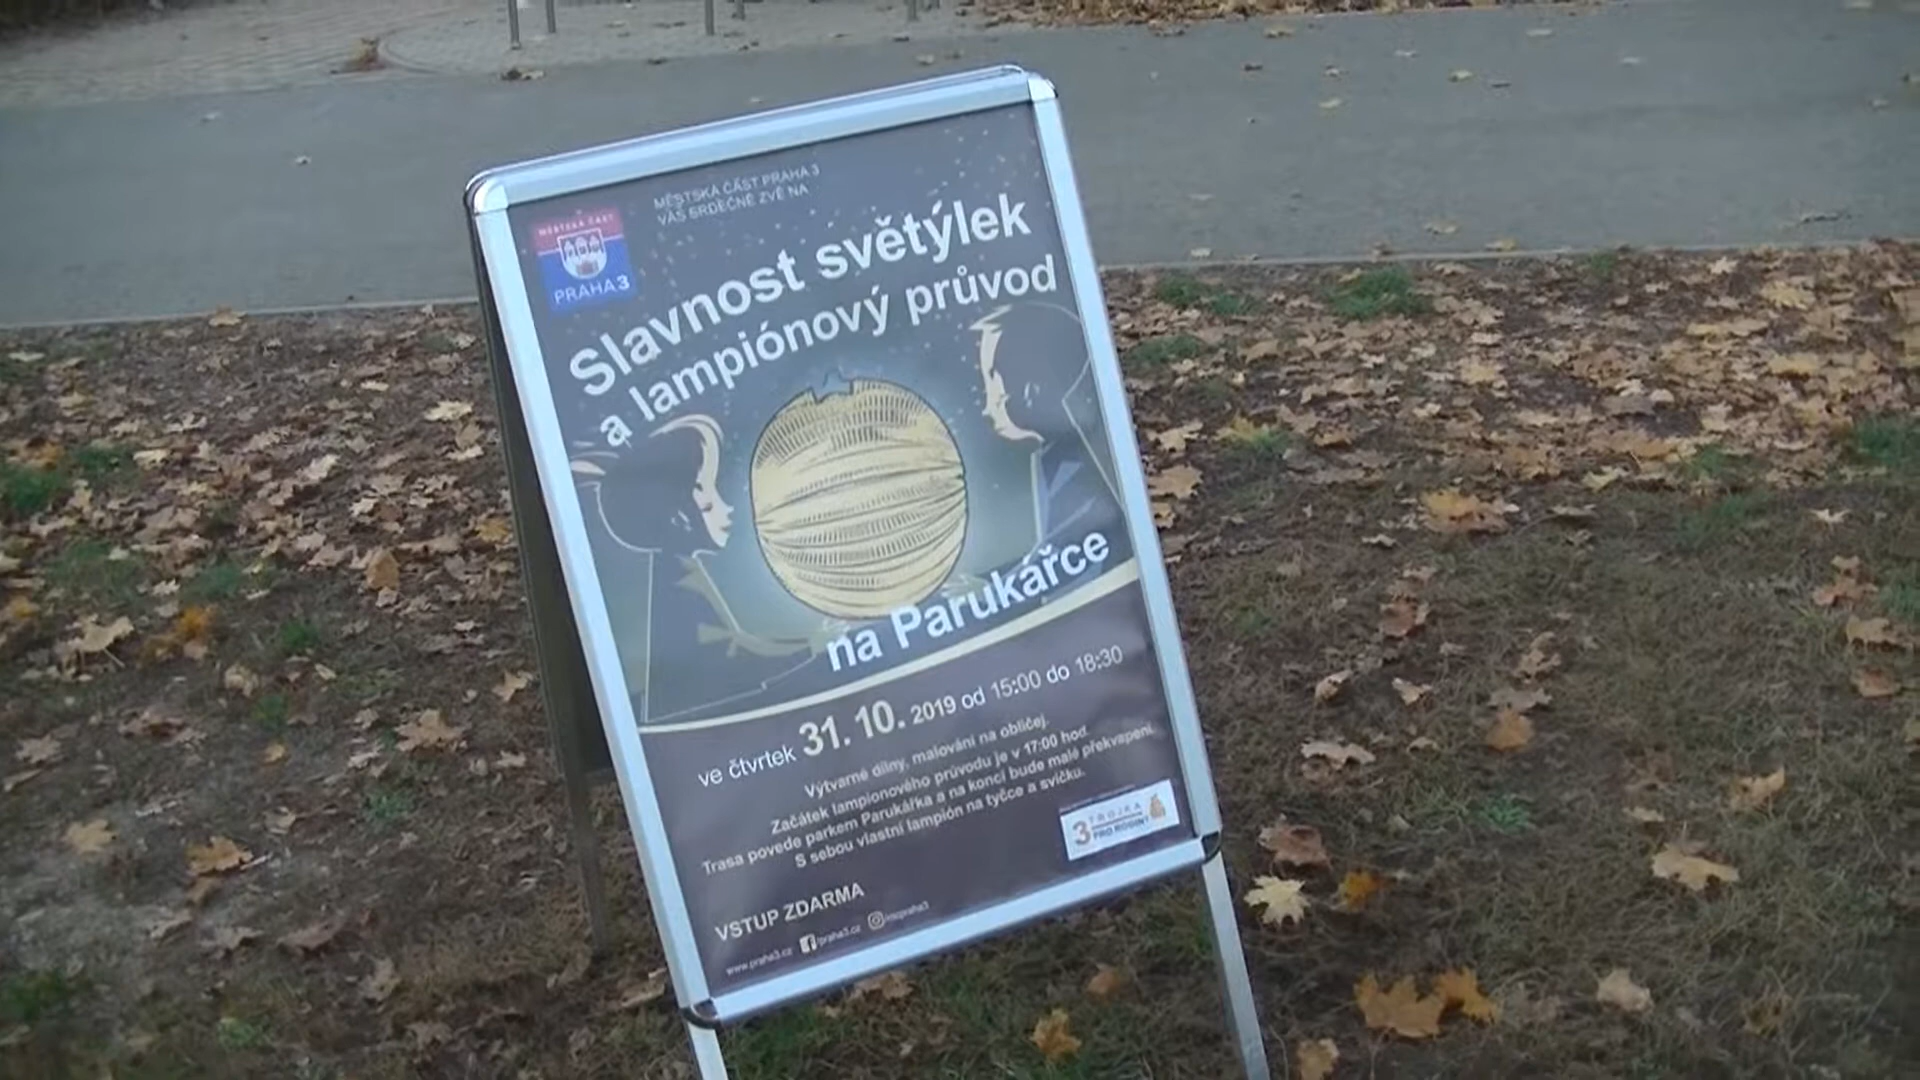 MĚSTSKÁ ČÁST PRAHA 3
VÁS SRDEČNĚ ZVE NA
MĚSTSKÁ ČÁST
PRAHA 3
Slavnost světýlek
a lampiónový průvod
na Parukářce
ve čtvrtek 31. 10. 2019 od 15:00 do 18:30
Výtvarné dílny, malování na obličej.
Začátek lampionového průvodu je v 17:00 hod.
Trasa povede parkem Parukářka a na konci bude malé překvapení.
S sebou vlastní lampión na tyčce a svíčku.
3 TROJKA
PRO RODINY
VSTUP ZDARMA
www.praha3.cz /praha3.cz /mcpraha3